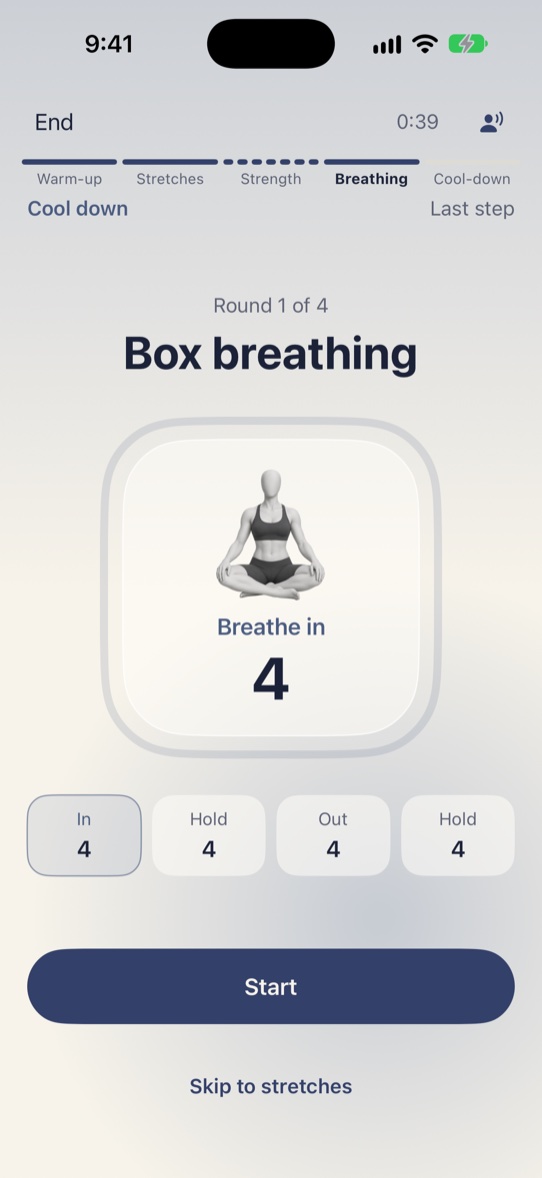 9:41
End 0:39
Warm-up Stretches Strength Breathing Cool-down
Cool down Last step
Round 1 of 4
Box breathing
Breathe in
4
In Hold Out Hold
4 4 4 4
Start
Skip to stretches